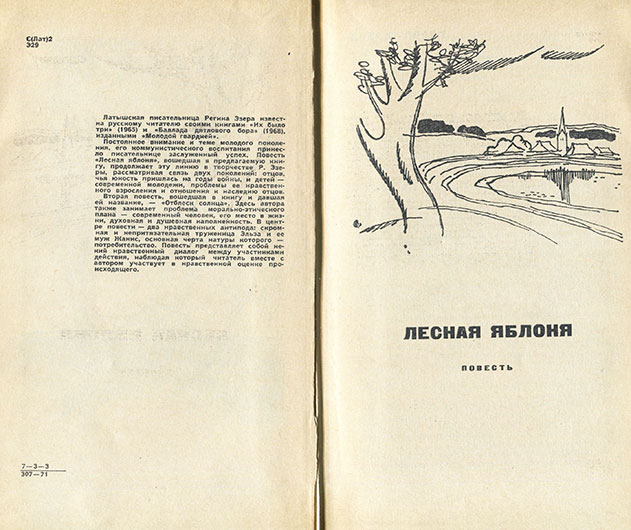 С(Лат)2
Э29
Латышская писательница Регина Эзера извест-
на русскому читателю своими книгами «Их было
три» (1965) и «Баллада дятлового бора» (1968),
изданными «Молодой гвардией».
Постоянное внимание к теме молодого поколе-
ния, его коммунистического воспитания принес-
ло писательнице заслуженный успех. Повесть
«Лесная яблоня», вошедшая в предлагаемую кни-
гу, продолжает эту линию в творчестве Р. Эзе-
ры, рассматривая связь двух поколений: отцов,
чья юность пришлась на годы войны, и детей —
современной молодежи, проблемы ее нравствен-
ного взросления и отношения к наследию отцов.
Вторая повесть, вошедшая в книгу и давшая
ей название, — «Отблеск солнца». Здесь автора
также занимает проблема морально-этического
плана — современный человек, его место в жиз-
ни, духовная и душевная наполненность. В цент-
ре повести — два нравственных антипода: скром-
ная и непритязательная труженица Эльза и ее
муж Жанис, основная черта натуры которого —
потребительство. Повесть представляет собой не-
кий нравственный диалог между участниками
действия, наблюдая который читатель вместе с
автором участвует в нравственной оценке про-
исходящего.
7—3—3
397—71
ЛЕСНАЯ ЯБЛОНЯ
ПОВЕСТЬ